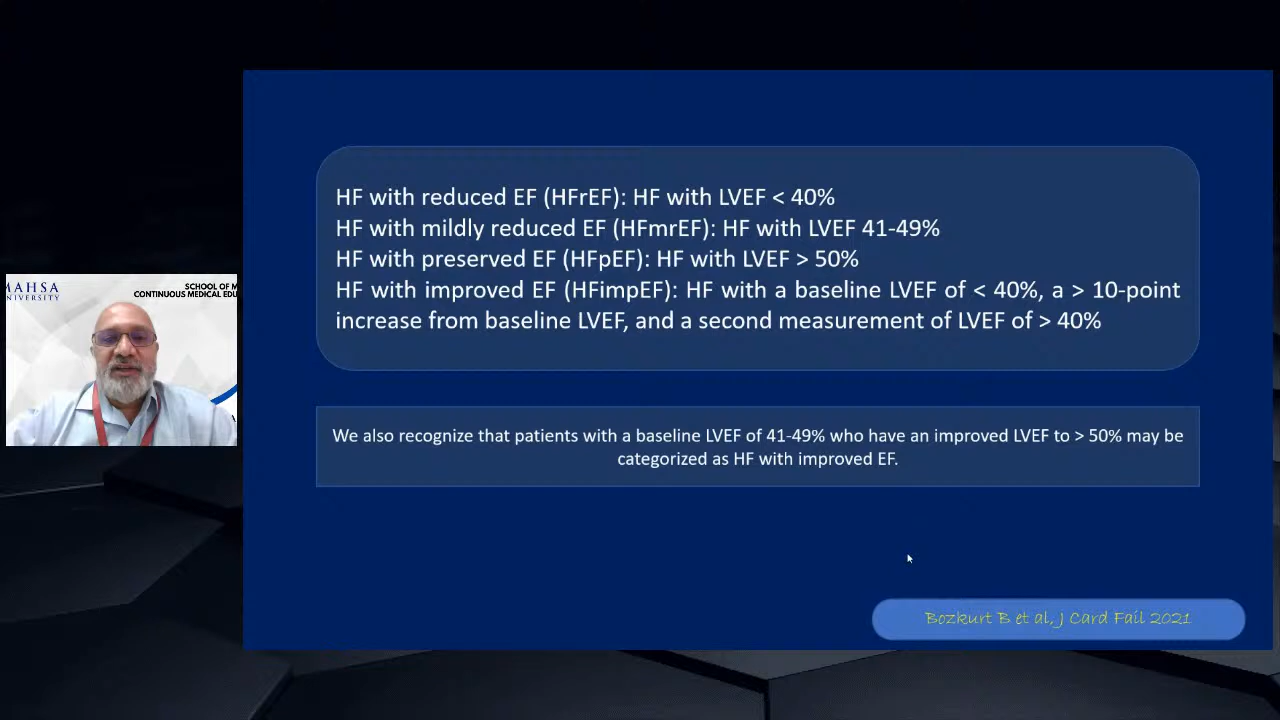 MAHSA
UNIVERSITY
SCHOOL OF M
CONTINUOUS MEDICAL EDU
HF with reduced EF (HFrEF): HF with LVEF < 40%
HF with mildly reduced EF (HFmrEF): HF with LVEF 41-49%
HF with preserved EF (HFpEF): HF with LVEF > 50%
HF with improved EF (HFimpEF): HF with a baseline LVEF of < 40%, a > 10-point
increase from baseline LVEF, and a second measurement of LVEF of > 40%
We also recognize that patients with a baseline LVEF of 41-49% who have an improved LVEF to > 50% may be
categorized as HF with improved EF.
Bozkurt B et al, J Card Fail 2021